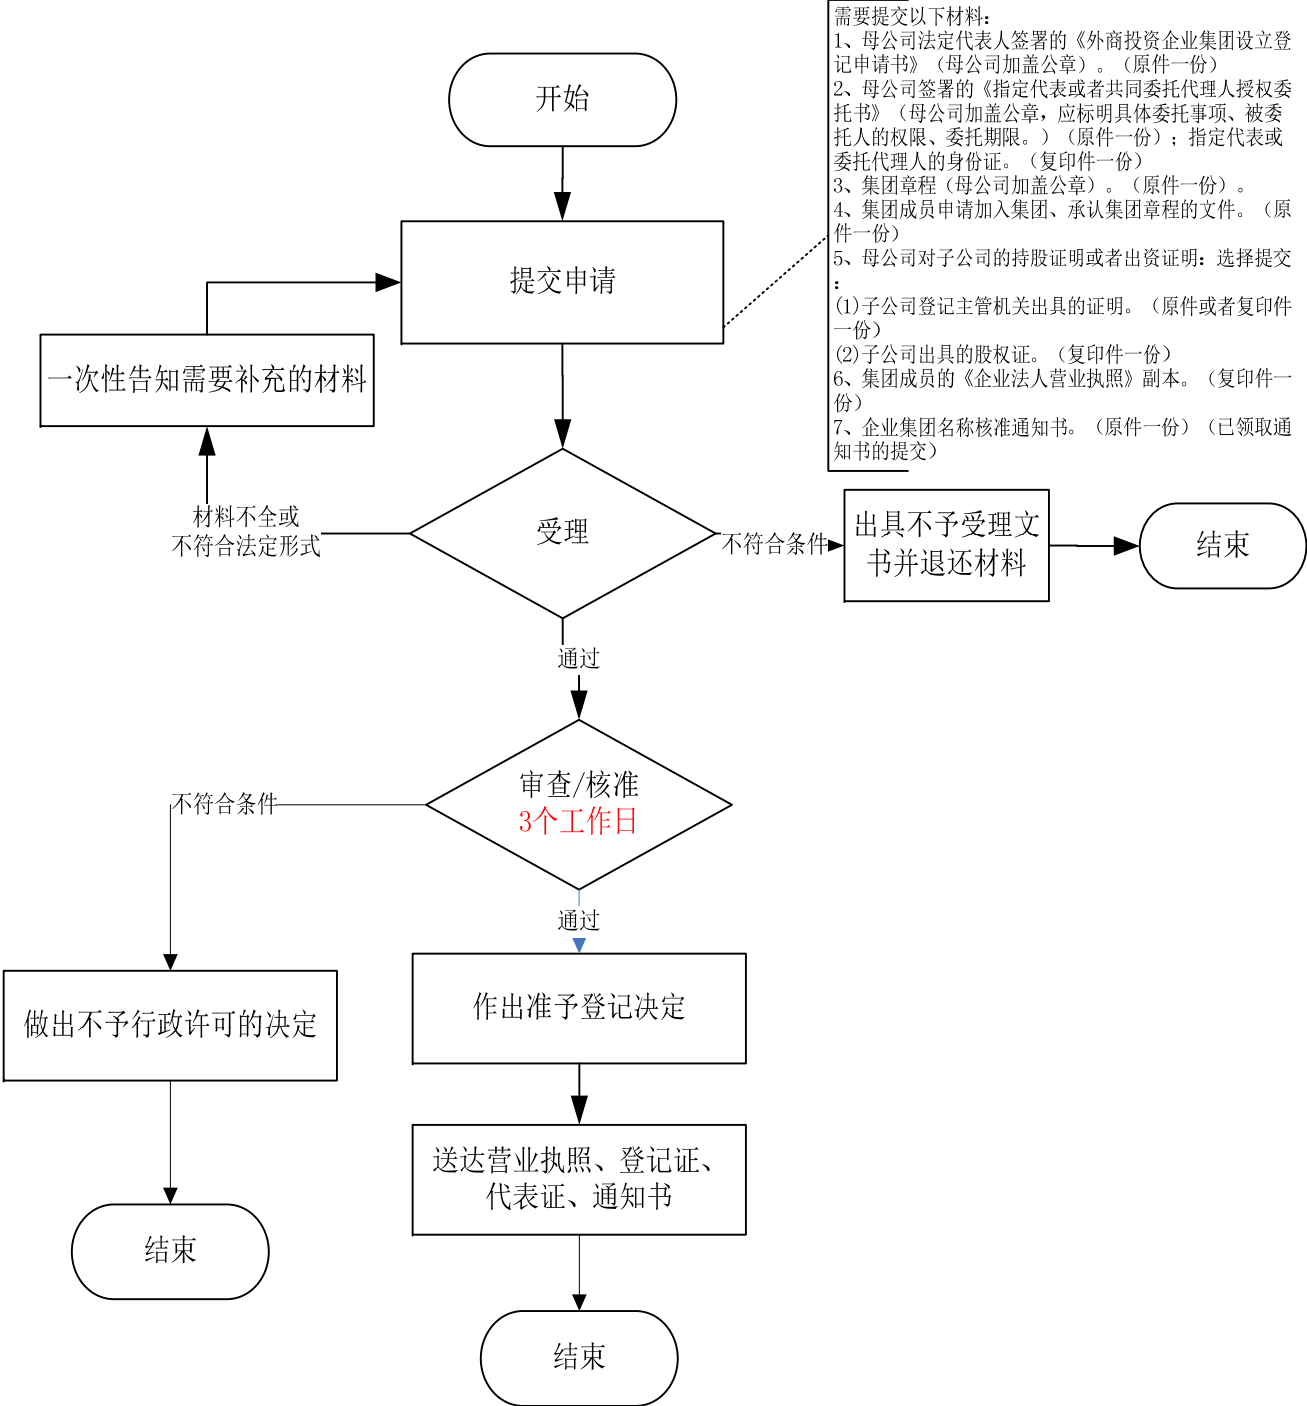 需要提交以下材料：
1、母公司法定代表人签署的《外商投资企业集团设立登
记申请书》（母公司加盖公章）。（原件一份）
2、母公司签署的《指定代表或者共同委托代理人授权委
托书》（母公司加盖公章，应标明具体委托事项、被委
托人的权限、委托期限。）（原件一份）；指定代表或
委托代理人的身份证。（复印件一份）
3、集团章程（母公司加盖公章）。（原件一份）。
4、集团成员申请加入集团、承认集团章程的文件。（原
件一份）
5、母公司对子公司的持股证明或者出资证明：选择提交
：
(1)子公司登记主管机关出具的证明。（原件或者复印件
一份）
(2)子公司出具的股权证。（复印件一份）
6、集团成员的《企业法人营业执照》副本。（复印件一
份）
7、企业集团名称核准通知书。（原件一份）（已领取通
知书的提交）
开始
提交申请
一次性告知需要补充的材料
材料不全或
不符合法定形式
受理
不符合条件
出具不予受理文
书并退还材料
结束
通过
审查/核准
3个工作日
不符合条件
通过
做出不予行政许可的决定
作出准予登记决定
送达营业执照、登记证、
代表证、通知书
结束
结束